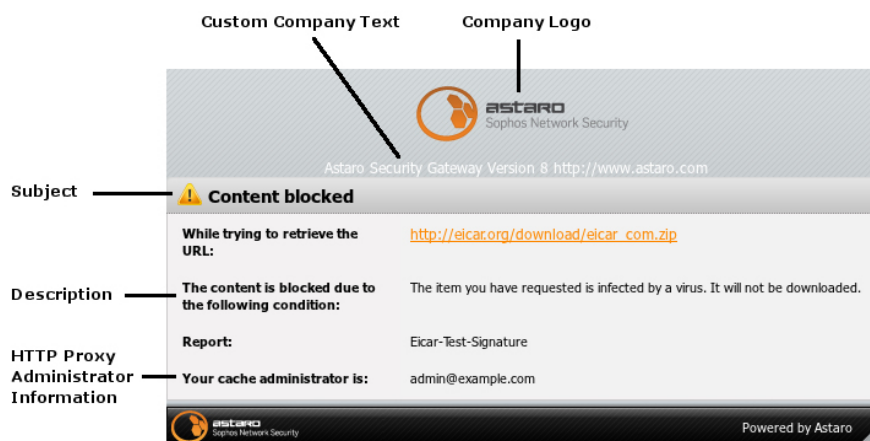 Custom Company Text
Company Logo
astaro
Sophos Network Security
Astaro Security Gateway Version 8 http://www.astaro.com
Subject
Content blocked
While trying to retrieve the
URL:
http://eicar.org/download/eicar_com.zip
Description
The content is blocked due to
the following condition:
The item you have requested is infected by a virus. It will not be downloaded.
Report:
Eicar-Test-Signature
HTTP Proxy
Administrator
Information
Your cache administrator is:
admin@example.com
astaro
Sophos Network Security
Powered by Astaro